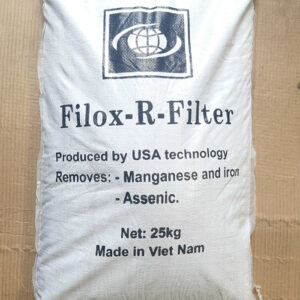 Filox-R-Filter
Produced by USA technology
Removes: - Manganese and iron
- Assenic.
Net: 25kg
Made in Viet Nam